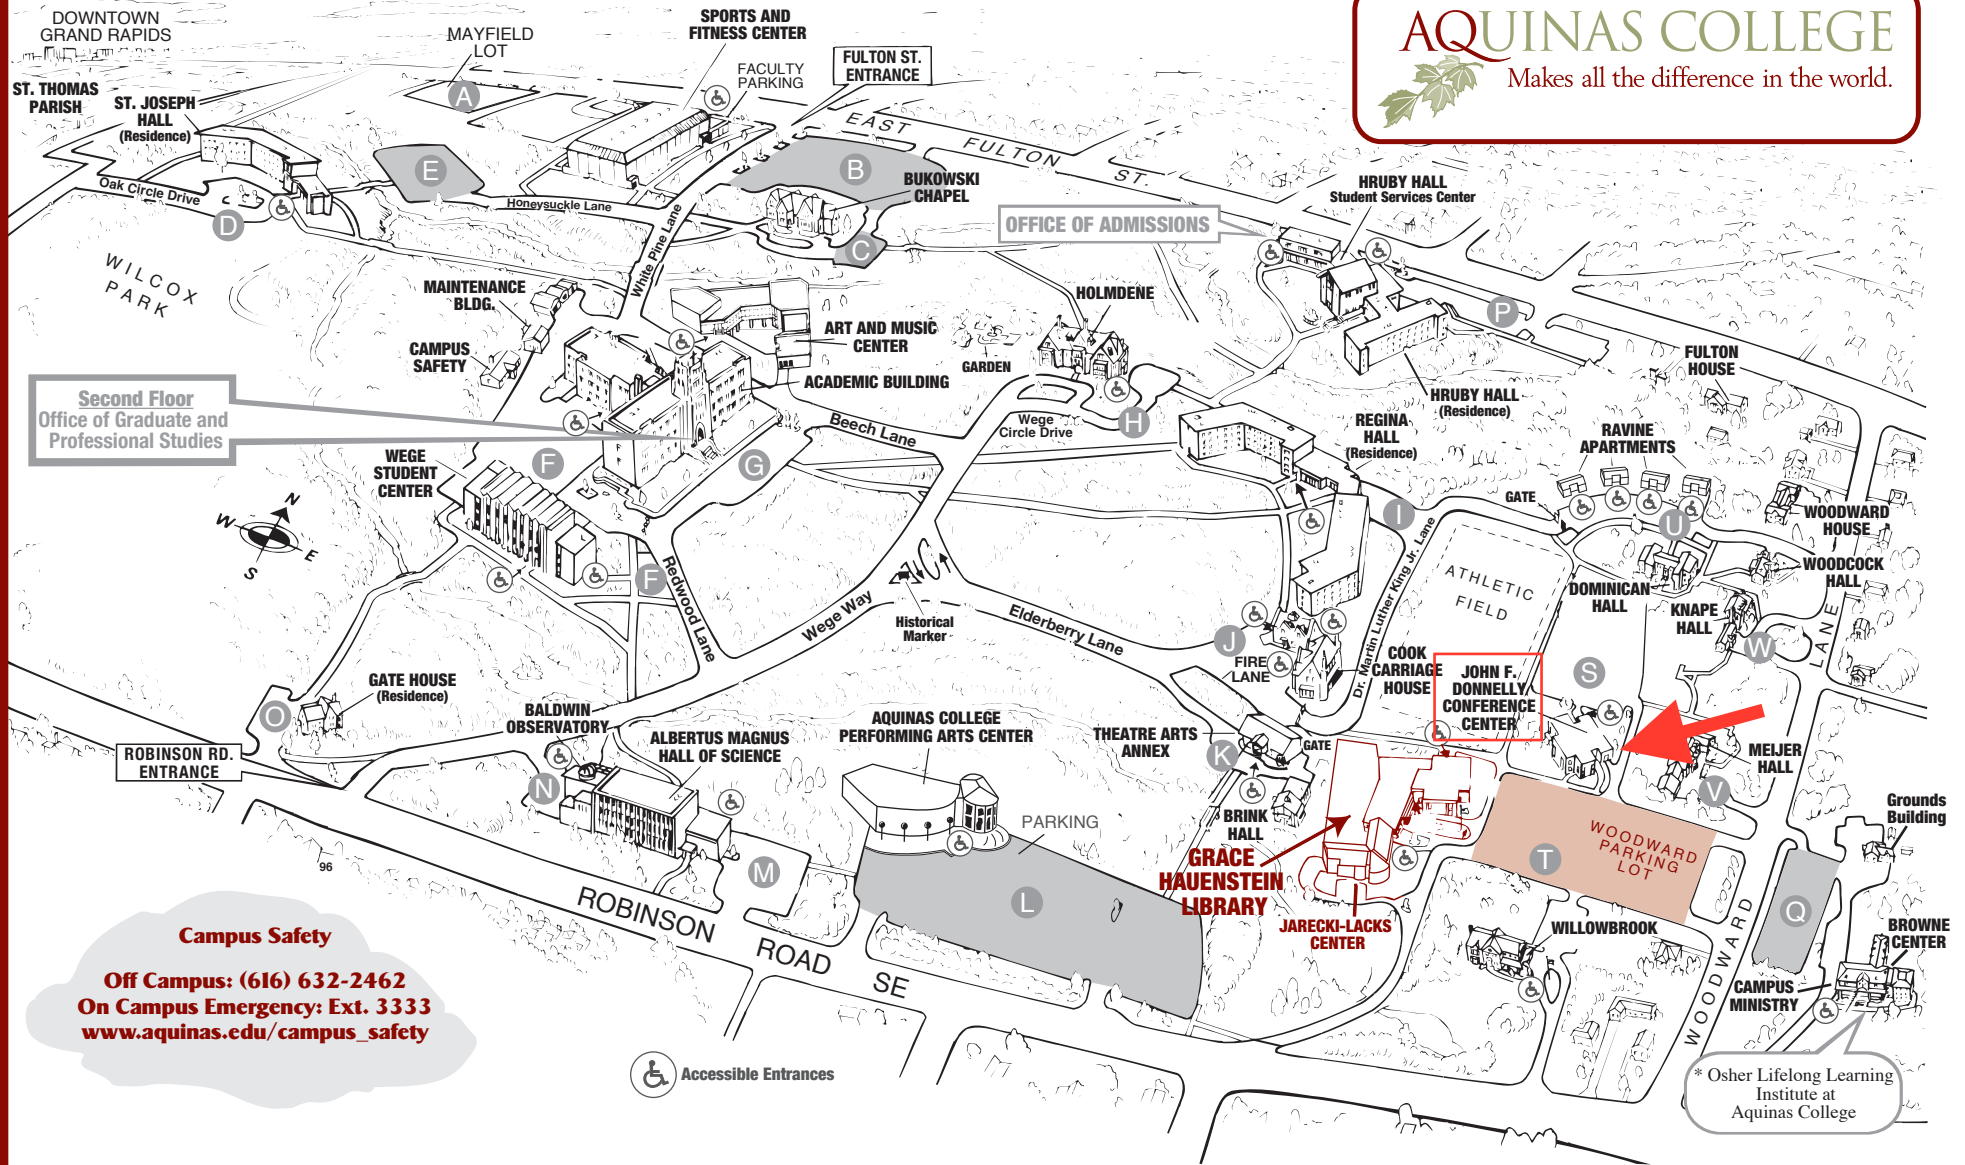 DOWNTOWN
GRAND RAPIDS
MAYFIELD
LOT
SPORTS AND
FITNESS CENTER
FACULTY
PARKING
FULTON ST.
ENTRANCE
AQUINAS COLLEGE
Makes all the difference in the world.
ST. THOMAS
PARISH
ST. JOSEPH
HALL
(Residence)
A
EAST FULTON ST.
E
B
BUKOWSKI
CHAPEL
HRUBY HALL
Student Services Center
Oak Circle Drive
Honeysuckle Lane
D
C
OFFICE OF ADMISSIONS
WILCOX
PARK
White Pine Lane
MAINTENANCE
BLDG.
HOLMDENE
P
CAMPUS
SAFETY
ART AND MUSIC
CENTER
GARDEN
FULTON
HOUSE
ACADEMIC BUILDING
Second Floor
Office of Graduate and
Professional Studies
HRUBY HALL
(Residence)
Beech Lane
Wege
Circle Drive
H
REGINA
HALL
(Residence)
RAVINE
APARTMENTS
WEGE
STUDENT
CENTER
F
G
GATE
I
U
WOODWARD
HOUSE
N
W
E
S
F
Redwood Lane
Dr. Martin Luther King Jr. Lane
ATHLETIC
FIELD
WOODCOCK
HALL
DOMINICAN
HALL
KNAPE
HALL
Wege Way
Historical
Marker
Elderberry Lane
J
FIRE
LANE
COOK
CARRIAGE
HOUSE
W
LANE
JOHN F.
DONNELLY
CONFERENCE
CENTER
S
GATE HOUSE
(Residence)
O
BALDWIN
OBSERVATORY
ALBERTUS MAGNUS
HALL OF SCIENCE
AQUINAS COLLEGE
PERFORMING ARTS CENTER
THEATRE ARTS
ANNEX
K
GATE
MEIJER
HALL
ROBINSON RD.
ENTRANCE
N
V
BRINK
HALL
PARKING
Grounds
Building
WOODWARD
PARKING
LOT
T
GRACE
HAUENSTEIN
LIBRARY
96
M
L
JARECKI-LACKS
CENTER
Q
WILLOWBROOK
BROWNE
CENTER
ROBINSON ROAD SE
Campus Safety
Off Campus: (616) 632-2462
On Campus Emergency: Ext. 3333
www.aquinas.edu/campus_safety
CAMPUS
MINISTRY
WOODWARD
Accessible Entrances
* Osher Lifelong Learning
Institute at
Aquinas College